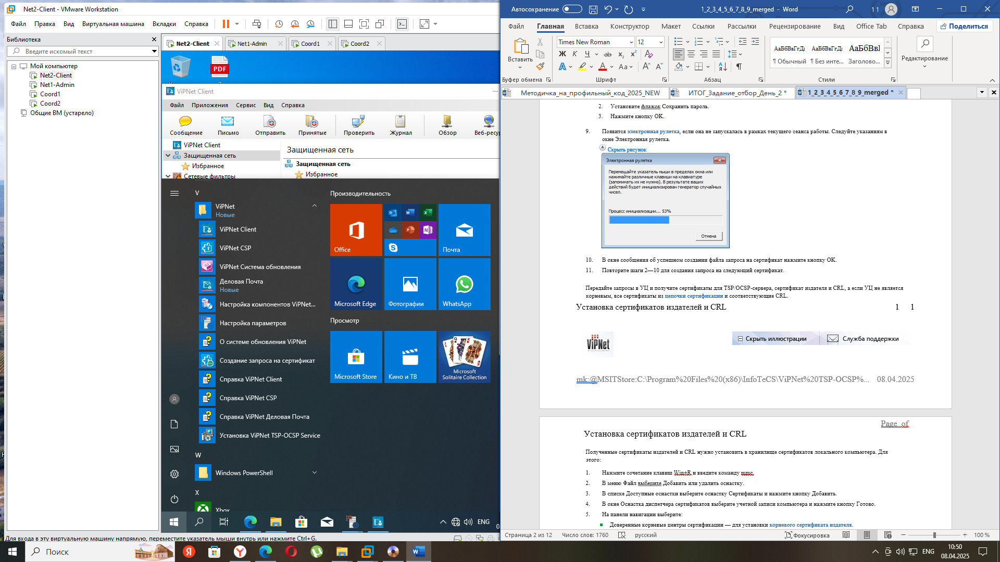 Net2-Client - VMware Workstation
Файл Правка Вид Виртуальная машина Вкладки Справка
Библиотека
Введите искомый текст
Мой компьютер
Net2-Client
Net1-Admin
Coord1
Coord2
Общие ВМ (устарело)
Net2-Client Net1-Admin Coord1 Coord2
PDF
ViPNet Client
Файл Приложения Сервис Вид Справка
Сообщение Письмо Отправить Принятые Проверить Журнал Обзор Веб-ресур
ViPNet Client
Защищенная сеть
Избранное
Сетевые фильтры
Защищенная сеть
Защищенная сеть
Избранное
V
ViPNet
Новые
ViPNet Client
ViPNet CSP
ViPNet Система обновления
Деловая Почта
Новые
Настройка компонентов ViPNet...
Настройка параметров
О системе обновления ViPNet
Создание запроса на сертификат
Справка ViPNet Client
Справка ViPNet CSP
Справка ViPNet Деловая Почта
Установка ViPNet TSP-OCSP Service
W
Windows PowerShell
X
Xbox
Производительность
Office
Почта
Microsoft Edge
Фотографии
WhatsApp
Просмотр
Microsoft Store
Кино и ТВ
Microsoft
Solitaire Collection
ENG
Для входа в эту виртуальную машину напрямую, переместите указатель мыши внутрь или нажмите Ctrl+G.
Автосохранение
1_2_3_4_5_6_7_8_9_merged - Word
1 1
Файл Главная Вставка Конструктор Макет Ссылки Рассылки Рецензирование Вид Office Tab Справка Поделиться
Вставить
Буфер обмена
Times New Roman 12
Ж К Ч ab x₂ x²
Шрифт
Абзац
АаБбВвГгД АаБбВвГгД АаБбВвІ
¶ Обычный ¶ Без инте... Заголово...
Стили
Редактирование
Методичка_на_профильный_код_2025_NEW
ИТОГ_Задание_отбор_День_2 *
1_2_3_4_5_6_7_8_9_merged *
2. Установите флажок Сохранить пароль.
3. Нажмите кнопку OK.
9. Появится электронная рулетка, если она не запускалась в рамках текущего сеанса работы. Следуйте указаниям в
окне Электронная рулетка.
Скрыть рисунок
Электронная рулетка
Перемещайте указатель мыши в пределах окна или
нажимайте различные клавиши на клавиатуре
(запоминать их не нужно). В результате ваших
действий будет инициализирован генератор случайных
чисел.
Процесс инициализации... 53%
Отмена
10. В окне сообщения об успешном создании файла запроса на сертификат нажмите кнопку OK.
11. Повторите шаги 2—10 для создания запроса на следующий сертификат.
Передайте запросы в УЦ и получите сертификаты для TSP/OCSP-сервера, сертификат издателя и CRL, а если УЦ не является
корневым, все сертификаты из цепочки сертификации и соответствующие CRL.
Установка сертификатов издателей и CRL 1 1
ViPNet
Скрыть иллюстрации
Служба поддержки
mk:@MSITStore:C:\Program%20Files%20(x86)\InfoTeCS\ViPNet%20TSP-OCSP%... 08.04.2025
Page of
Установка сертификатов издателей и CRL
Полученные сертификаты издателей и CRL нужно установить в хранилище сертификатов локального компьютера. Для
этого:
1. Нажмите сочетание клавиш Win+R и введите команду mmc.
2. В меню Файл выберите Добавить или удалить оснастку.
3. В списке Доступные оснастки выберите оснастку Сертификаты и нажмите кнопку Добавить.
4. В окне Оснастка диспетчера сертификатов выберите учетной записи компьютера и нажмите кнопку Готово.
5. На панели навигации выберите:
Доверенные корневые центры сертификации — для установки корневого сертификата издателя.
Страница 2 из 12 Число слов: 1760 русский Фокусировка 100 %
Поиск
ENG
10:50
08.04.2025